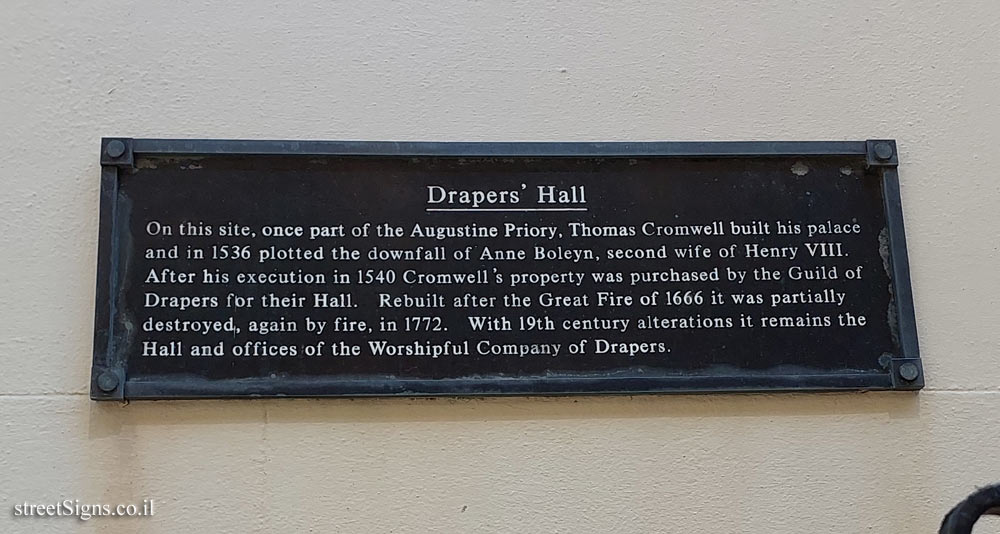 Drapers' Hall
On this site, once part of the Augustine Priory, Thomas Cromwell built his palace
and in 1536 plotted the downfall of Anne Boleyn, second wife of Henry VIII.
After his execution in 1540 Cromwell's property was purchased by the Guild of
Drapers for their Hall. Rebuilt after the Great Fire of 1666 it was partially
destroyed, again by fire, in 1772. With 19th century alterations it remains the
Hall and offices of the Worshipful Company of Drapers.
streetSigns.co.il